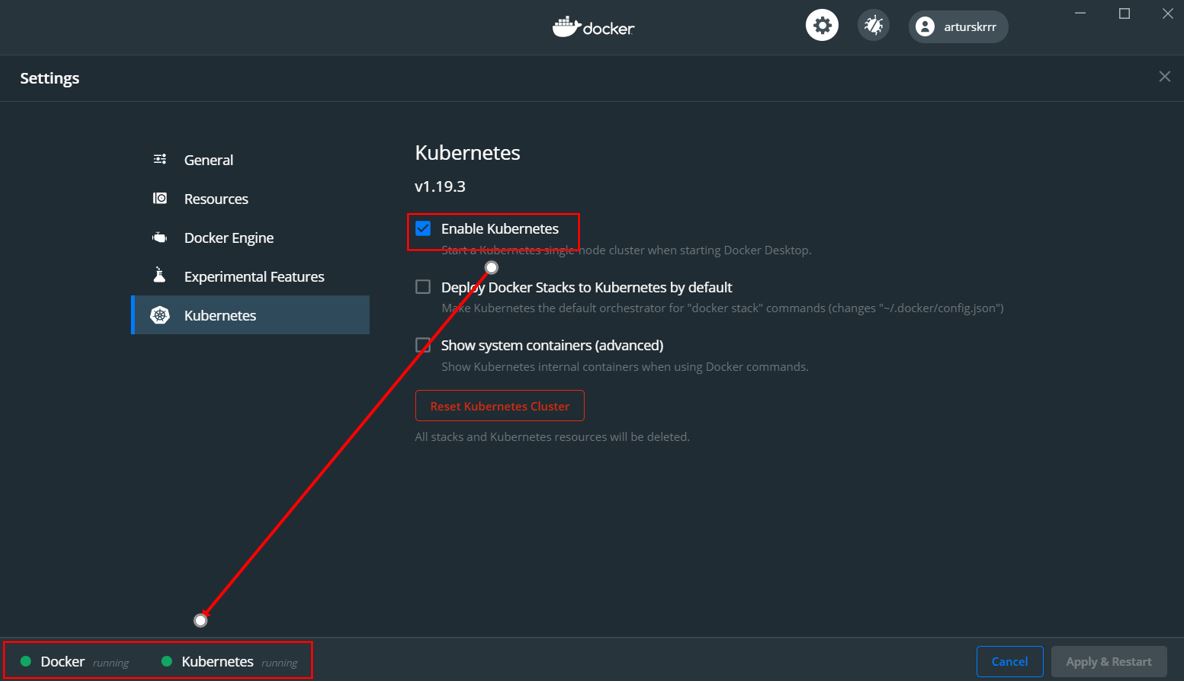 docker
arturskrrr
Settings
General
Resources
Docker Engine
Experimental Features
Kubernetes
Kubernetes
v1.19.3
Enable Kubernetes
Start a Kubernetes single-node cluster when starting Docker Desktop.
Deploy Docker Stacks to Kubernetes by default
Make Kubernetes the default orchestrator for "docker stack" commands (changes "~/.docker/config.json")
Show system containers (advanced)
Show Kubernetes internal containers when using Docker commands.
Reset Kubernetes Cluster
All stacks and Kubernetes resources will be deleted.
Docker running Kubernetes running
Cancel Apply & Restart